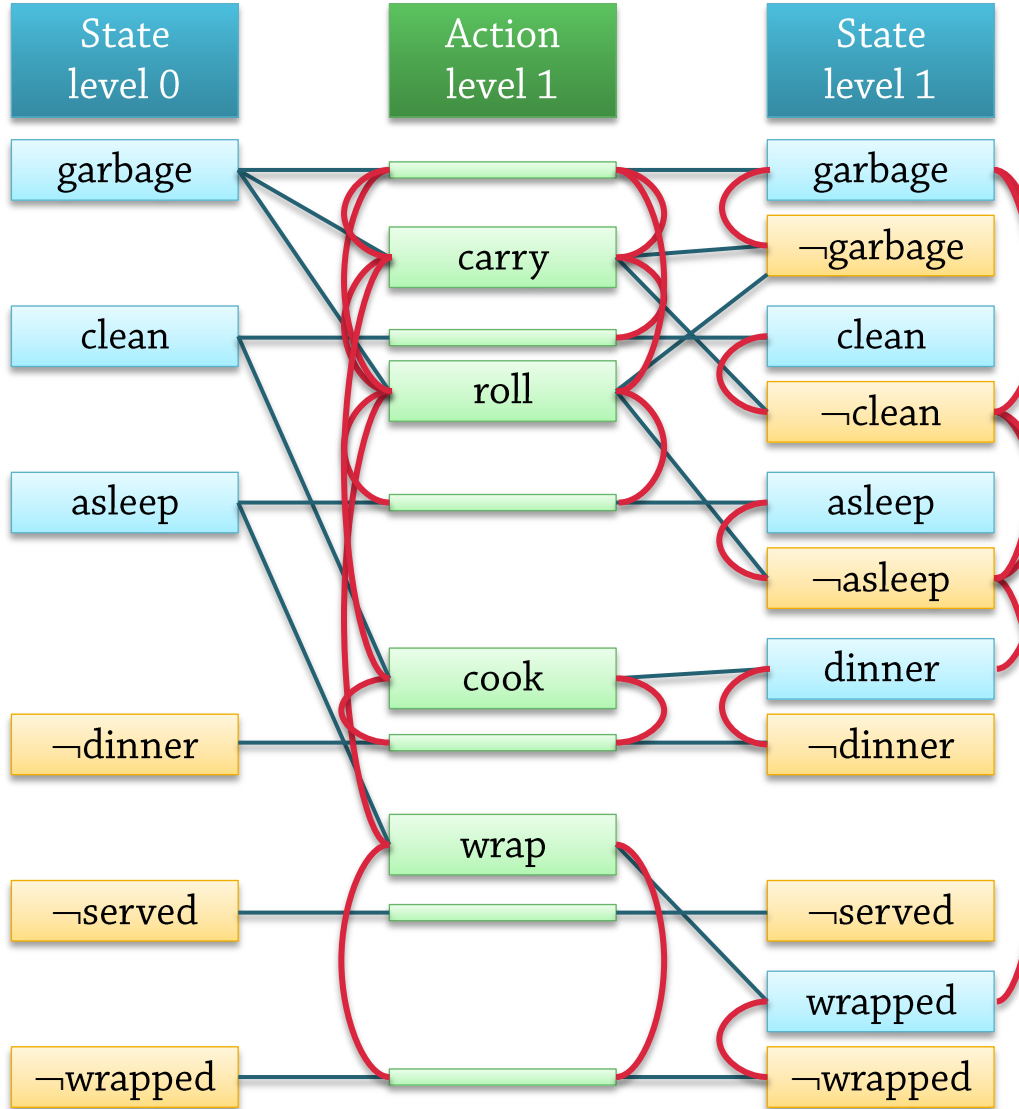 State
level 0
Action
level 1
State
level 1
garbage
garbage
carry
¬garbage
clean
clean
roll
¬clean
asleep
asleep
¬asleep
cook
dinner
¬dinner
¬dinner
wrap
¬served
¬served
wrapped
¬wrapped
¬wrapped